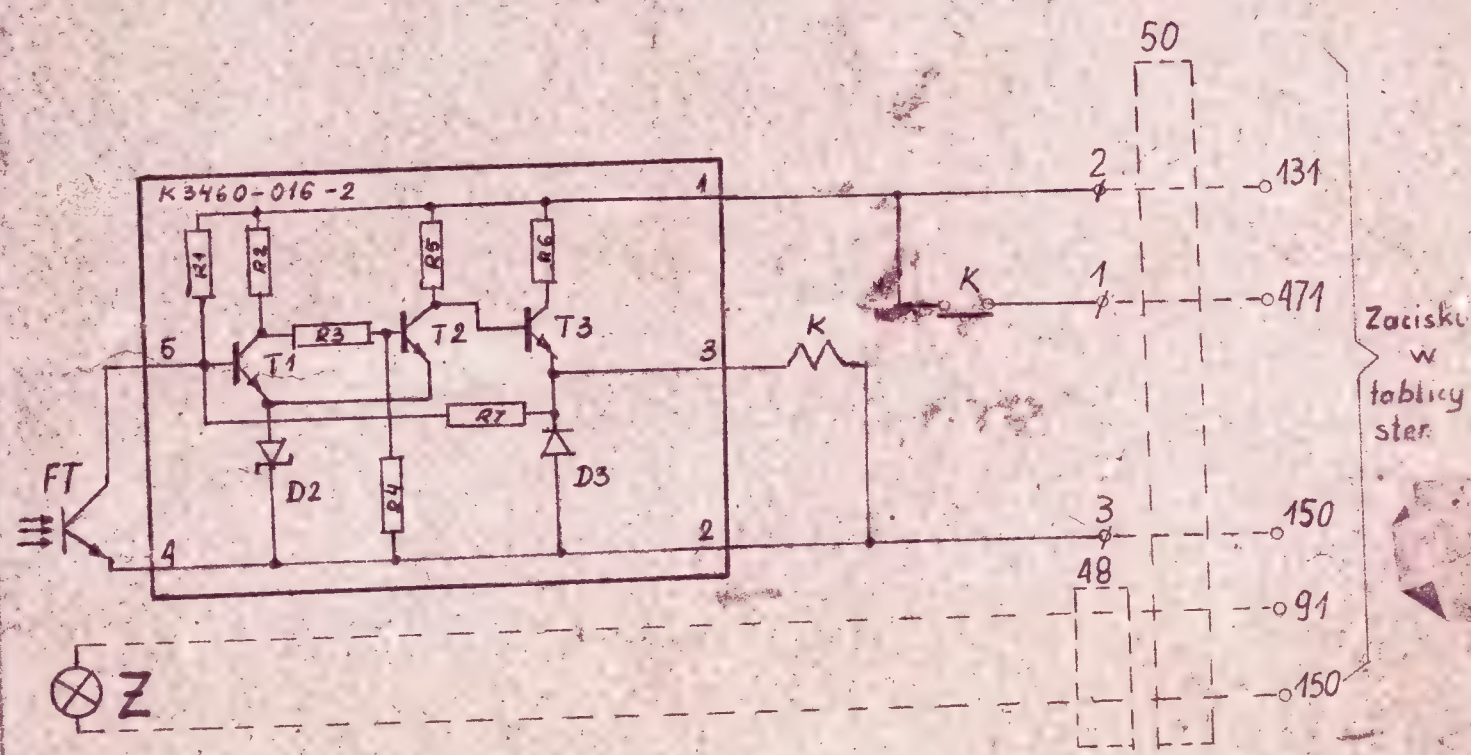 50
K3460-016-2
1
2
131
R1
R2
R5
R6
K
1
471
Zaciski
w
tablicy
ster.
5
T1
R3
T2
T3
3
K
R7
FT
D2
R4
D3
4
2
3
150
48
91
Z
150